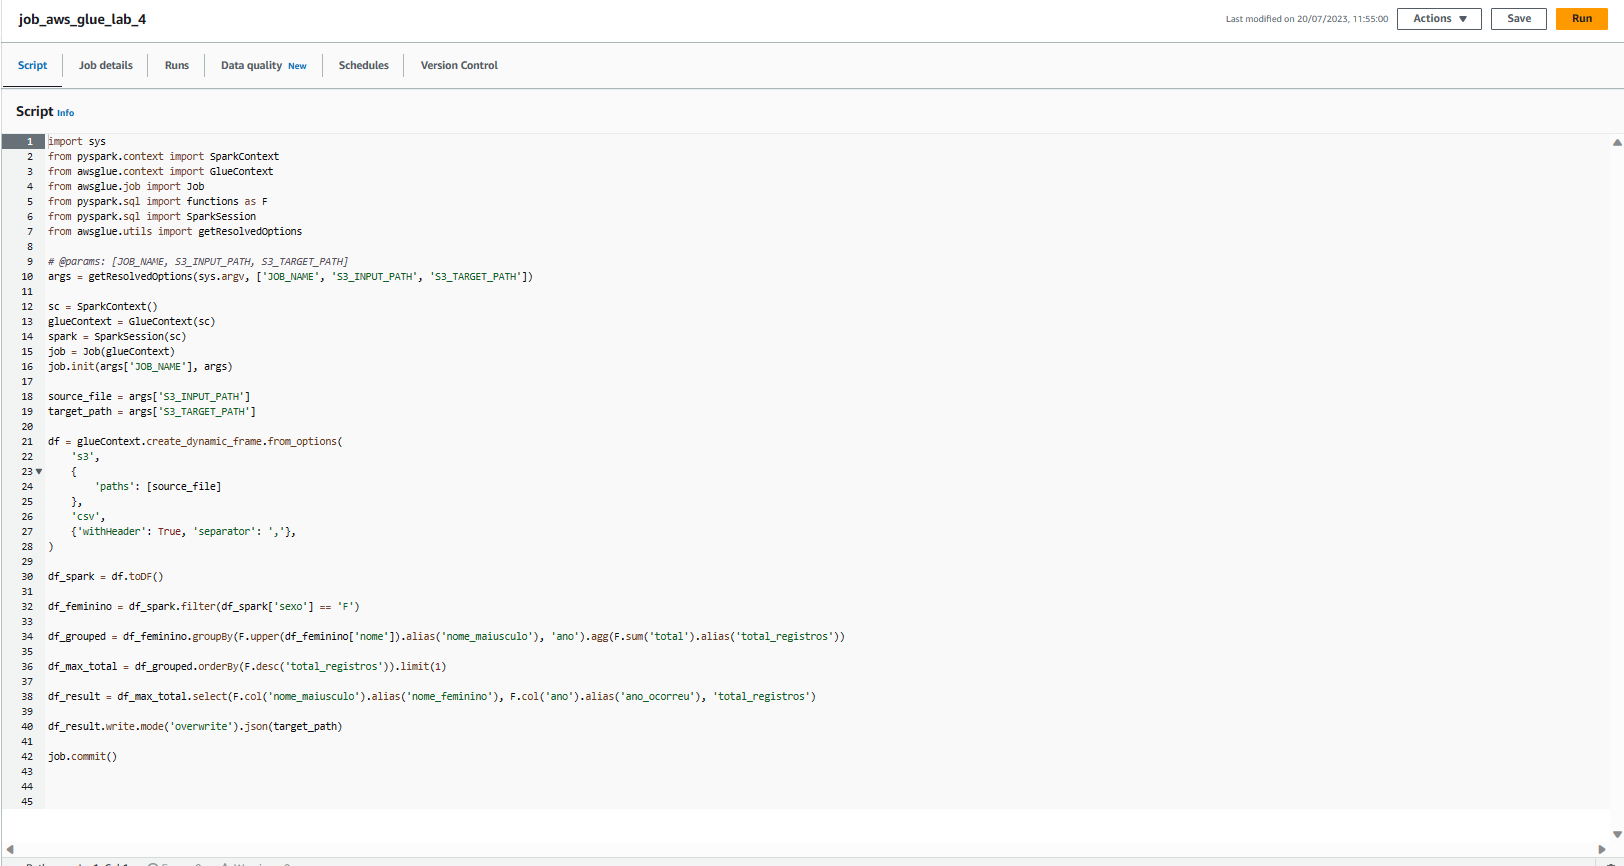 job_aws_glue_lab_4
Last modified on 20/07/2023, 11:55:00
Actions
Save
Run
Script
Job details
Runs
Data quality New
Schedules
Version Control
Script Info
1 import sys
2 from pyspark.context import SparkContext
3 from awsglue.context import GlueContext
4 from awsglue.job import Job
5 from pyspark.sql import functions as F
6 from pyspark.sql import SparkSession
7 from awsglue.utils import getResolvedOptions
8
9 # @params: [JOB_NAME, S3_INPUT_PATH, S3_TARGET_PATH]
10 args = getResolvedOptions(sys.argv, ['JOB_NAME', 'S3_INPUT_PATH', 'S3_TARGET_PATH'])
11
12 sc = SparkContext()
13 glueContext = GlueContext(sc)
14 spark = SparkSession(sc)
15 job = Job(glueContext)
16 job.init(args['JOB_NAME'], args)
17
18 source_file = args['S3_INPUT_PATH']
19 target_path = args['S3_TARGET_PATH']
20
21 df = glueContext.create_dynamic_frame.from_options(
22     's3',
23     {
24         'paths': [source_file]
25     },
26     'csv',
27     {'withHeader': True, 'separator': ','},
28 )
29
30 df_spark = df.toDF()
31
32 df_feminino = df_spark.filter(df_spark['sexo'] == 'F')
33
34 df_grouped = df_feminino.groupBy(F.upper(df_feminino['nome']).alias('nome_maiusculo'), 'ano').agg(F.sum('total').alias('total_registros'))
35
36 df_max_total = df_grouped.orderBy(F.desc('total_registros')).limit(1)
37
38 df_result = df_max_total.select(F.col('nome_maiusculo').alias('nome_feminino'), F.col('ano').alias('ano_ocorreu'), 'total_registros')
39
40 df_result.write.mode('overwrite').json(target_path)
41
42 job.commit()
43
44
45